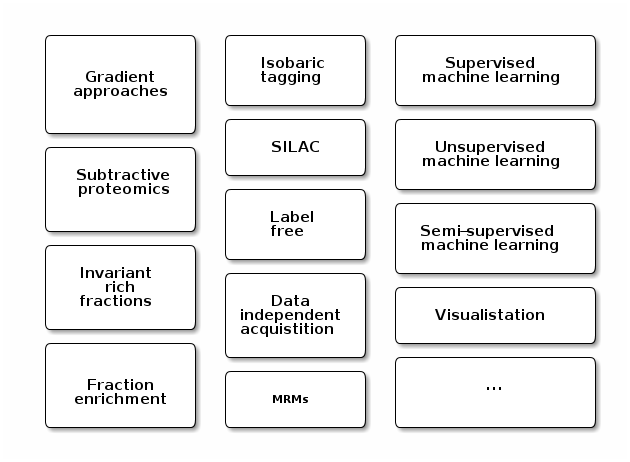 Gradient
approaches
Subtractive
proteomics
Invariant
rich
fractions
Fraction
enrichment
Isobaric
tagging
SILAC
Label
free
Data
independent
acquistition
MRMs
Supervised
machine learning
Unsupervised
machine learning
Semi-supervised
machine learning
Visualistation
...